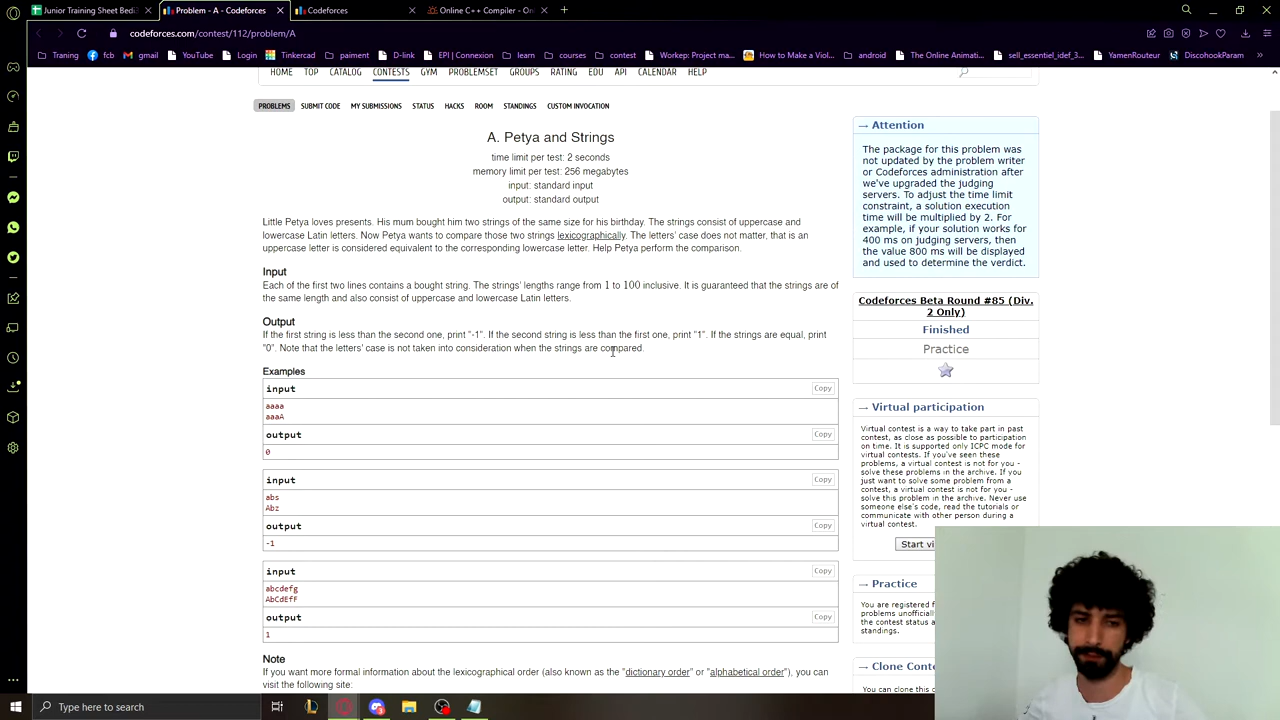 Junior Training Sheet Bedi
Problem - A - Codeforces
Codeforces
Online C++ Compiler - Onl
codeforces.com/contest/112/problem/A
Traning
fcb
gmail
YouTube
Login
Tinkercad
paiment
D-link
EPI | Connexion
learn
courses
contest
Workep: Project ma...
How to Make a Viol...
android
The Online Animati...
sell_essentiel_idef_3...
YamenRouteur
DiscohookParam
HOME TOP CATALOG CONTESTS GYM PROBLEMSET GROUPS RATING EDU API CALENDAR HELP
PROBLEMS SUBMIT CODE MY SUBMISSIONS STATUS HACKS ROOM STANDINGS CUSTOM INVOCATION
A. Petya and Strings
time limit per test: 2 seconds
memory limit per test: 256 megabytes
input: standard input
output: standard output
Little Petya loves presents. His mum bought him two strings of the same size for his birthday. The strings consist of uppercase and
lowercase Latin letters. Now Petya wants to compare those two strings lexicographically. The letters' case does not matter, that is an
uppercase letter is considered equivalent to the corresponding lowercase letter. Help Petya perform the comparison.
Input
Each of the first two lines contains a bought string. The strings' lengths range from 1 to 100 inclusive. It is guaranteed that the strings are of
the same length and also consist of uppercase and lowercase Latin letters.
Output
If the first string is less than the second one, print "-1". If the second string is less than the first one, print "1". If the strings are equal, print
"0". Note that the letters' case is not taken into consideration when the strings are compared.
Examples
input
Copy
aaaa
aaaA
output
Copy
0
input
Copy
abs
Abz
output
Copy
-1
input
Copy
abcdefg
AbCdEfF
output
Copy
1
Note
If you want more formal information about the lexicographical order (also known as the "dictionary order" or "alphabetical order"), you can
visit the following site:
→ Attention
The package for this problem was
not updated by the problem writer
or Codeforces administration after
we've upgraded the judging
servers. To adjust the time limit
constraint, a solution execution
time will be multiplied by 2. For
example, if your solution works for
400 ms on judging servers, then
the value 800 ms will be displayed
and used to determine the verdict.
Codeforces Beta Round #85 (Div.
2 Only)
Finished
Practice
→ Virtual participation
Virtual contest is a way to take part in past
contest, as close as possible to participation
on time. It is supported only ICPC mode for
virtual contests. If you've seen these
problems, a virtual contest is not for you -
solve these problems in the archive. If you
just want to solve some problem from a
contest, a virtual contest is not for you -
solve this problem in the archive. Never use
someone else's code, read the tutorials or
communicate with other person during a
virtual contest.
Start vi
→ Practice
You are registered f
problems unofficially
the contest status a
standings.
→ Clone Conte
You can clone this c
Type here to search